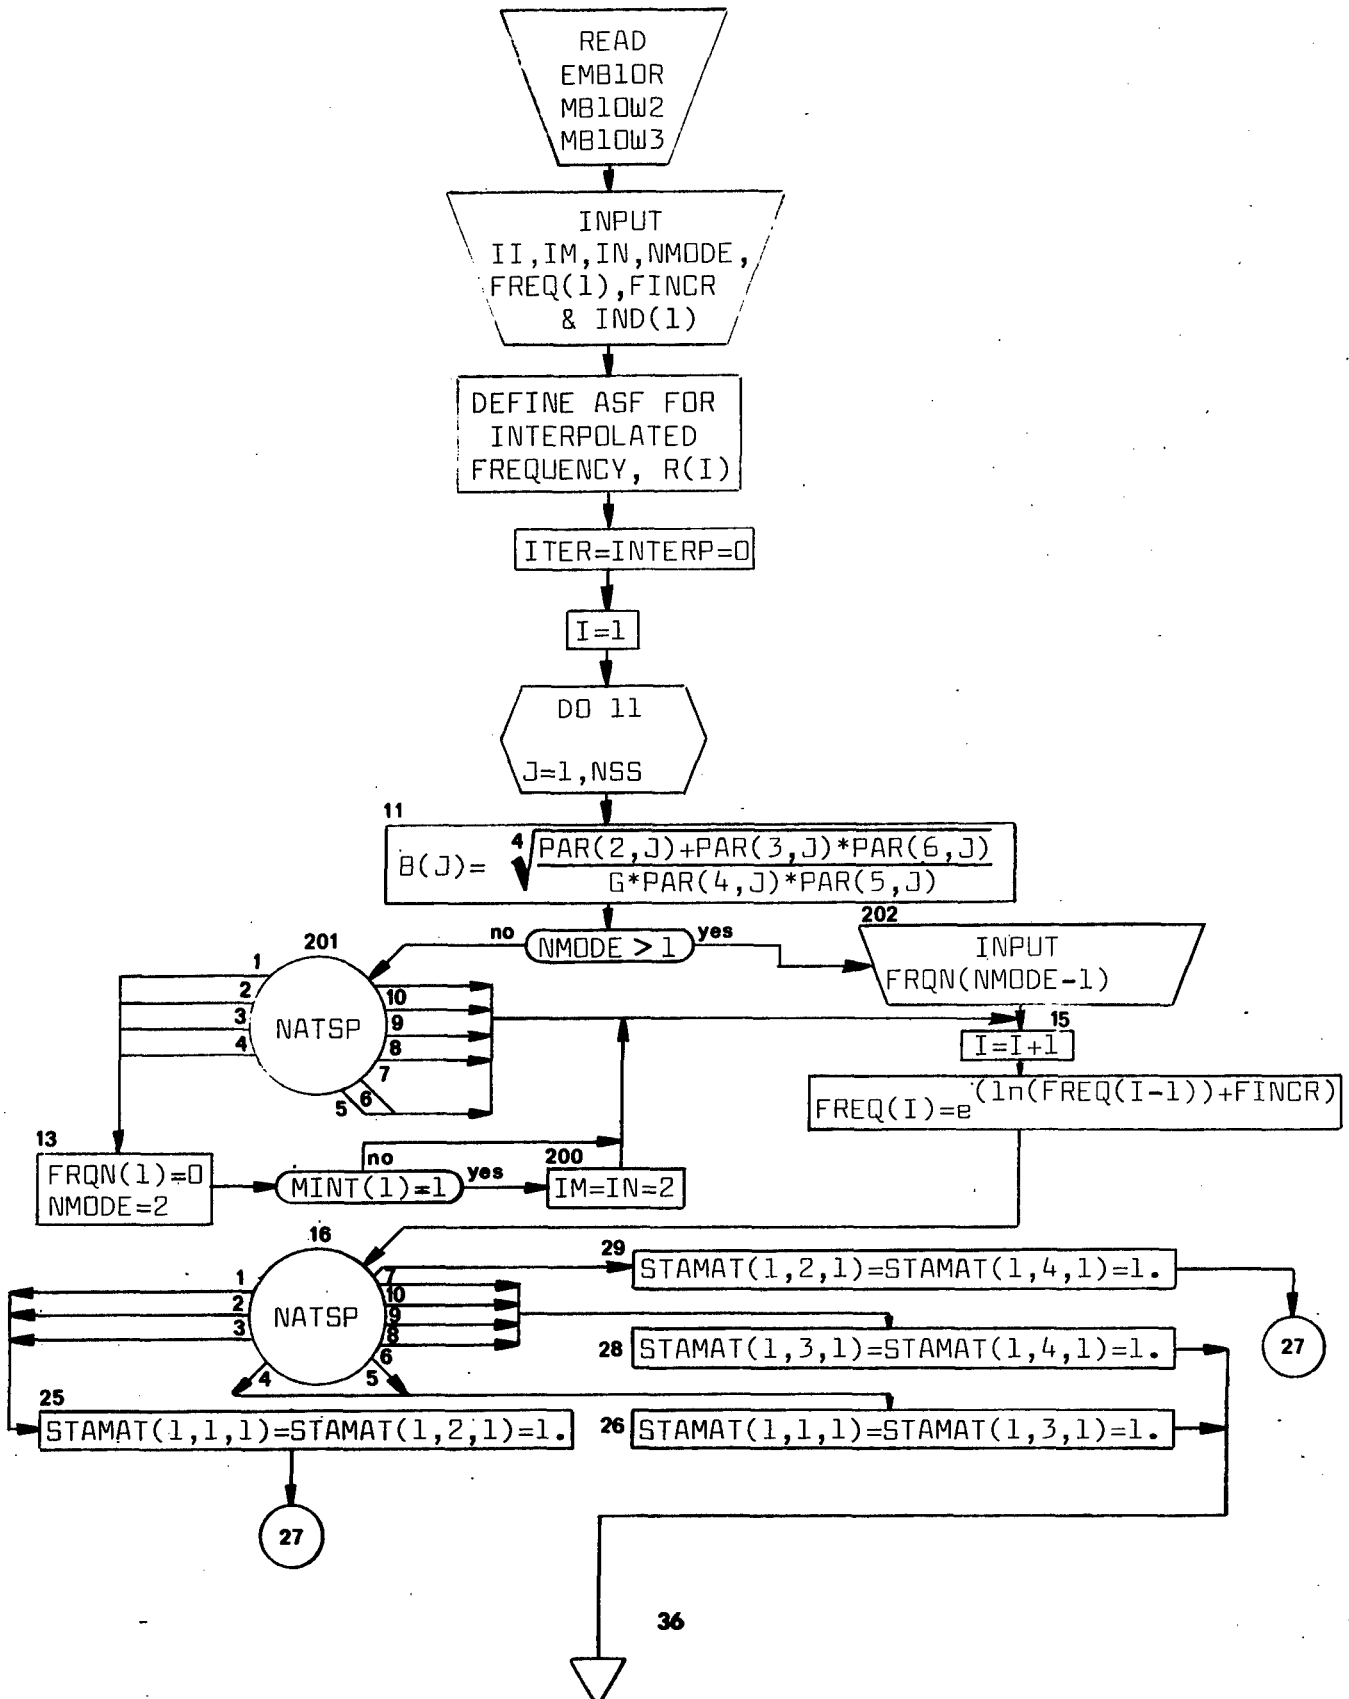 READ
EMB10R
MB10W2
MB10W3
INPUT
II,IM,IN,NMODE,
FREQ(1),FINCR
& IND(1)
DEFINE ASF FOR
INTERPOLATED
FREQUENCY, R(I)
ITER=INTERP=0
I=1
DO 11
J=1,NSS
11
B(J)= 4√ PAR(2,J)+PAR(3,J)*PAR(6,J)
G*PAR(4,J)*PAR(5,J)
no NMODE > 1 yes
202
INPUT
FRQN(NMODE-1)
201
NATSP
1
2
3
4
10
9
8
7
6
5
15
I=I+1
FREQ(I)=e(ln(FREQ(I-1))+FINCR)
13
FRQN(1)=0
NMODE=2
no
MINT(1)=1 yes
200
IM=IN=2
16
NATSP
1
2
3
4
7
10
9
8
6
5
29 STAMAT(1,2,1)=STAMAT(1,4,1)=1.
27
28 STAMAT(1,3,1)=STAMAT(1,4,1)=1.
25
STAMAT(1,1,1)=STAMAT(1,2,1)=1.
26 STAMAT(1,1,1)=STAMAT(1,3,1)=1.
27
36